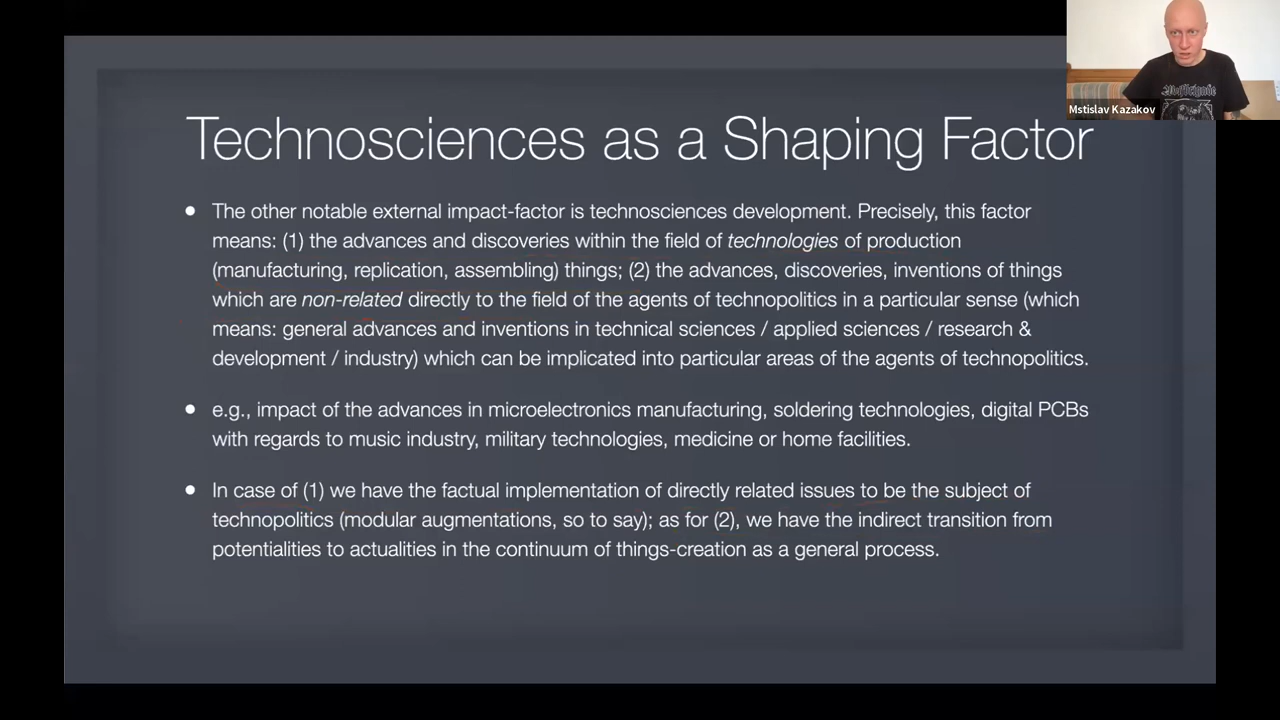 Technosciences as a Shaping Factor
Mstislav Kazakov
• The other notable external impact-factor is technosciences development. Precisely, this factor
means: (1) the advances and discoveries within the field of technologies of production
(manufacturing, replication, assembling) things; (2) the advances, discoveries, inventions of things
which are non-related directly to the field of the agents of technopolitics in a particular sense (which
means: general advances and inventions in technical sciences / applied sciences / research &
development / industry) which can be implicated into particular areas of the agents of technopolitics.
• e.g., impact of the advances in microelectronics manufacturing, soldering technologies, digital PCBs
with regards to music industry, military technologies, medicine or home facilities.
• In case of (1) we have the factual implementation of directly related issues to be the subject of
technopolitics (modular augmentations, so to say); as for (2), we have the indirect transition from
potentialities to actualities in the continuum of things-creation as a general process.